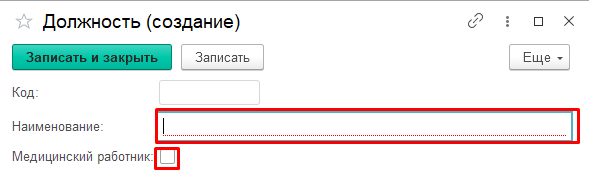 Должность (создание)
Записать и закрыть Записать Еще
Код:
Наименование:
Медицинский работник: